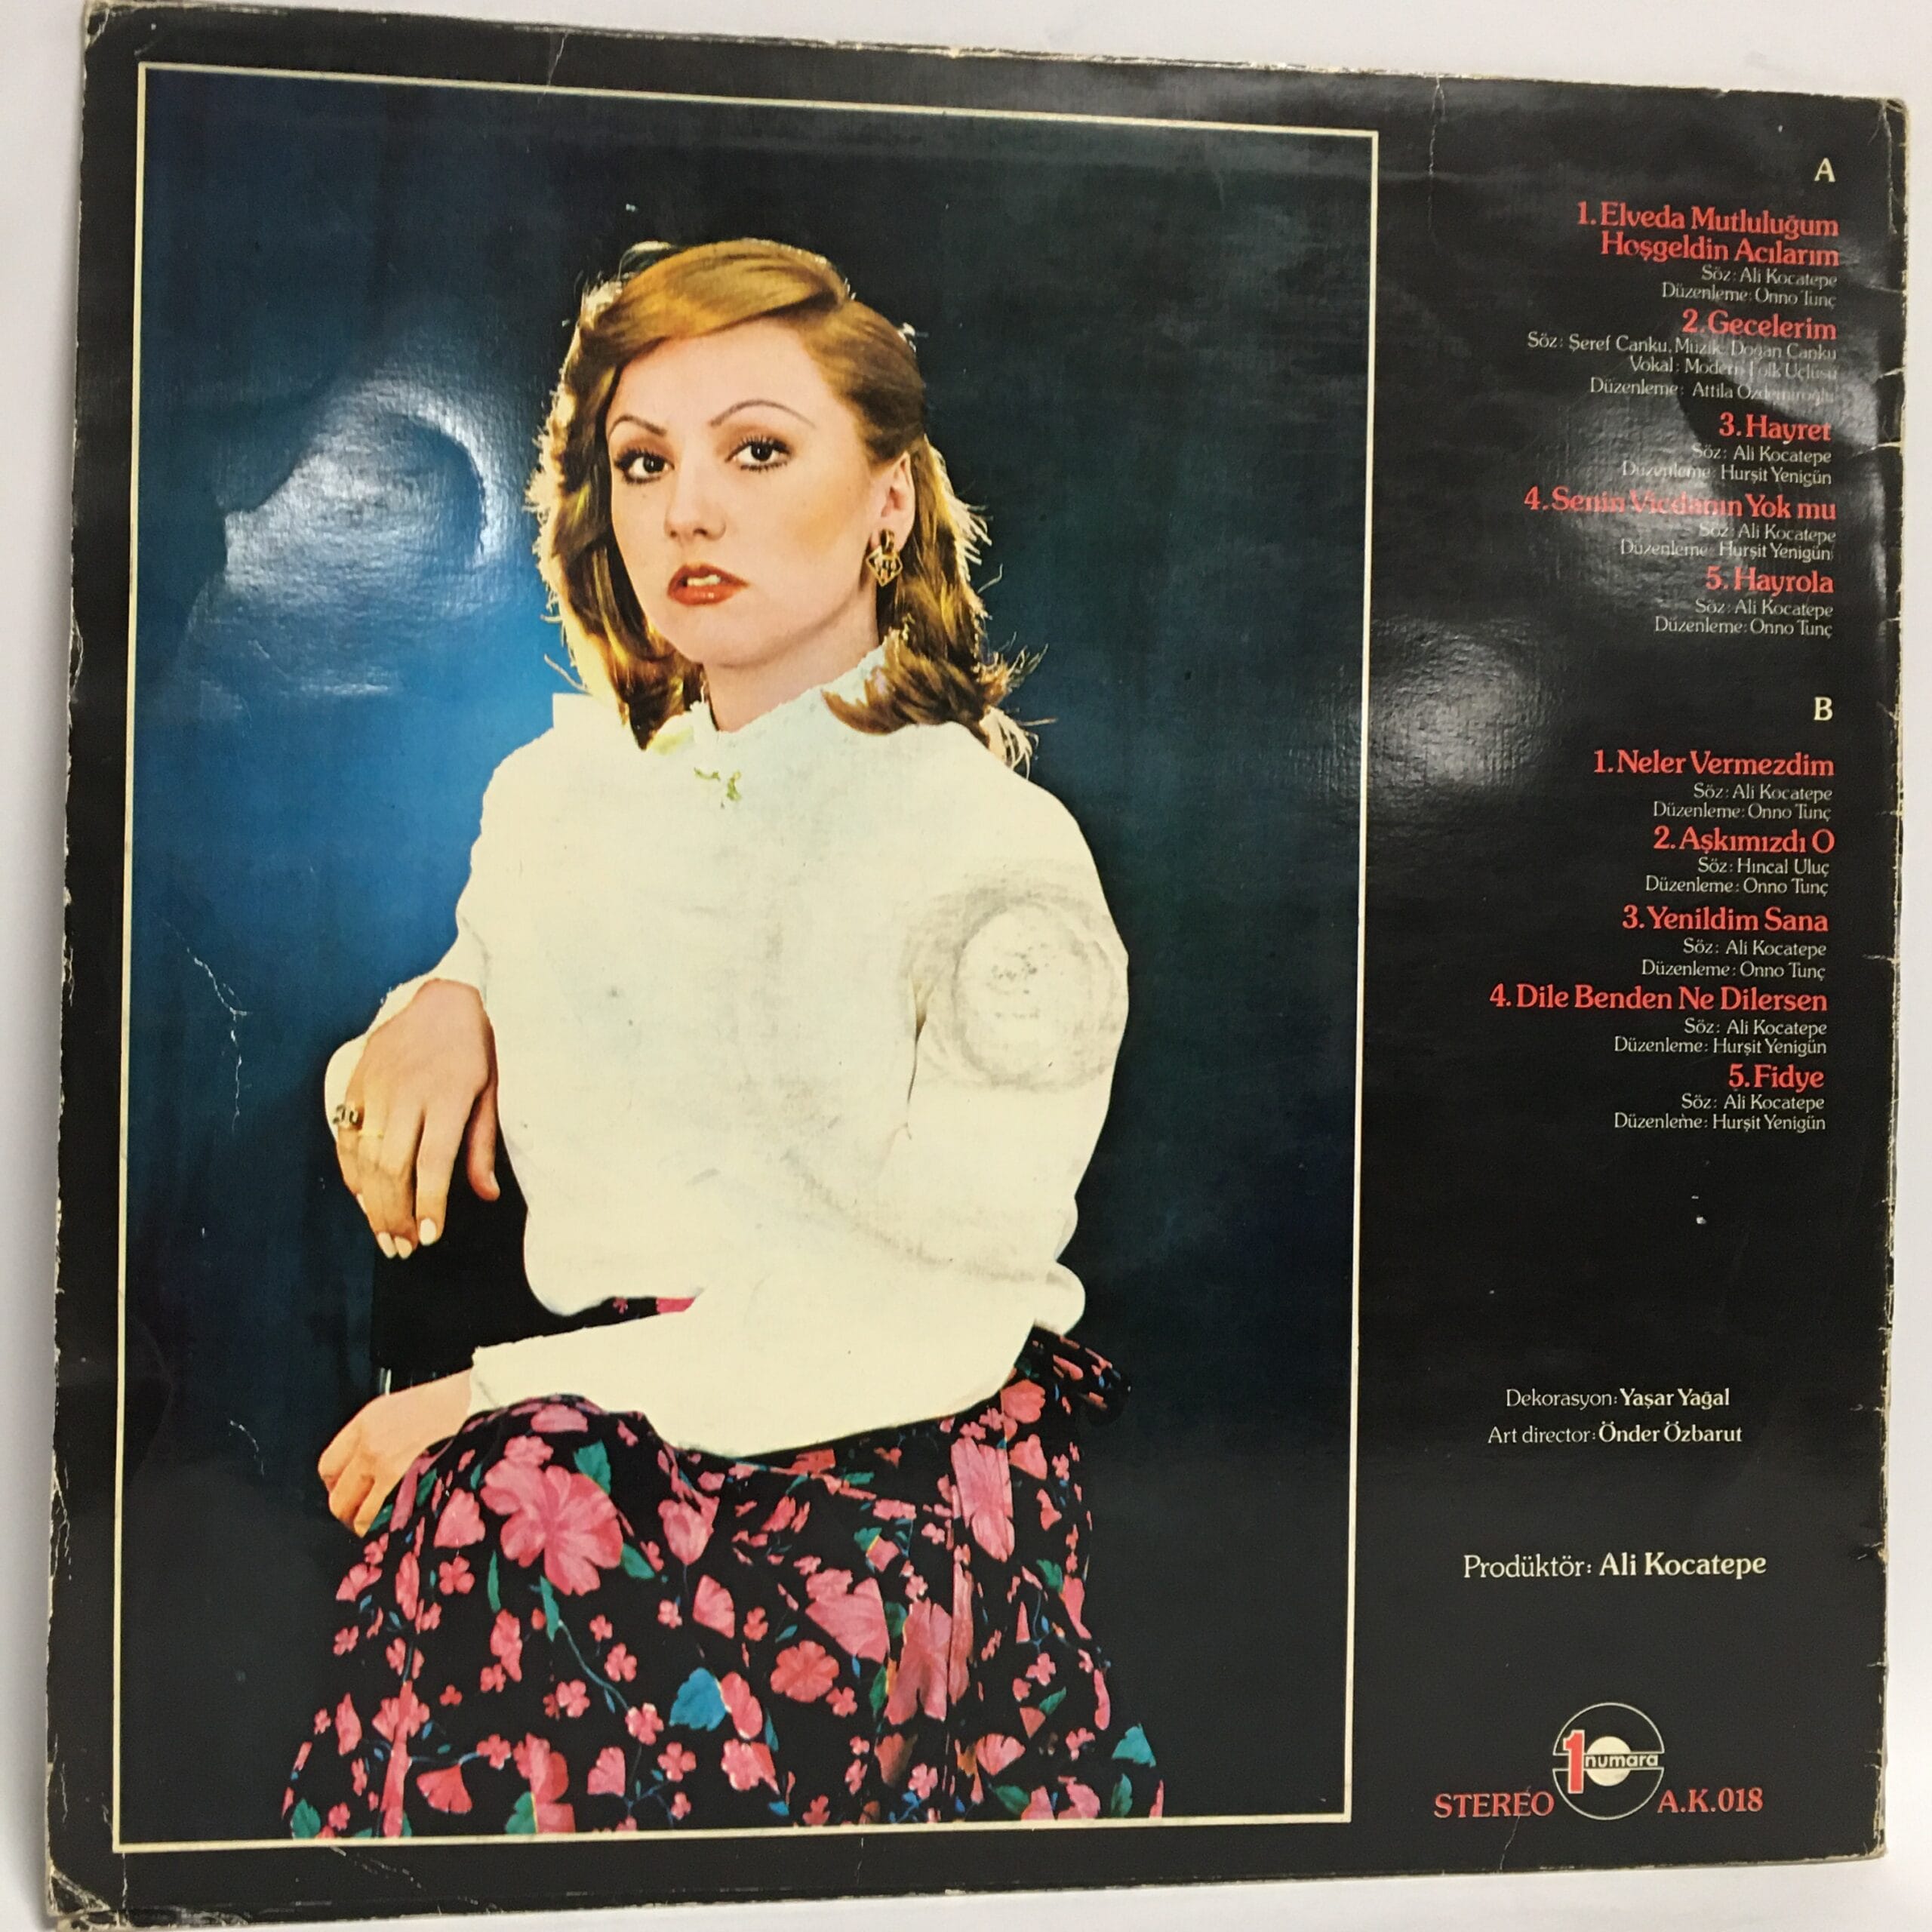 A
1. Elveda Mutluluğum
Hoşgeldin Acılarım
Söz: Ali Kocatepe
Düzenleme: Onno Tunç
2. Gecelerim
Söz: Şeref Canku, Müzik: Doğan Canku
Vokal: Modern Folk Üçlüsü
Düzenleme: Attila Özdemiroğlu
3. Hayret
Söz: Ali Kocatepe
Düzenleme: Hurşit Yenigün
4. Senin Vicdanın Yok mu
Söz: Ali Kocatepe
Düzenleme: Hurşit Yenigün
5. Hayrola
Söz: Ali Kocatepe
Düzenleme: Onno Tunç
B
1. Neler Vermezdim
Söz: Ali Kocatepe
Düzenleme: Onno Tunç
2. Aşkımızdı O
Söz: Hıncal Uluç
Düzenleme: Onno Tunç
3. Yenildim Sana
Söz: Ali Kocatepe
Düzenleme: Onno Tunç
4. Dile Benden Ne Dilersen
Söz: Ali Kocatepe
Düzenleme: Hurşit Yenigün
5. Fidye
Söz: Ali Kocatepe
Düzenleme: Hurşit Yenigün
Dekorasyon: Yaşar Yağal
Art director: Önder Özbarut
Prodüktör: Ali Kocatepe
1 numara
STEREO A.K.018